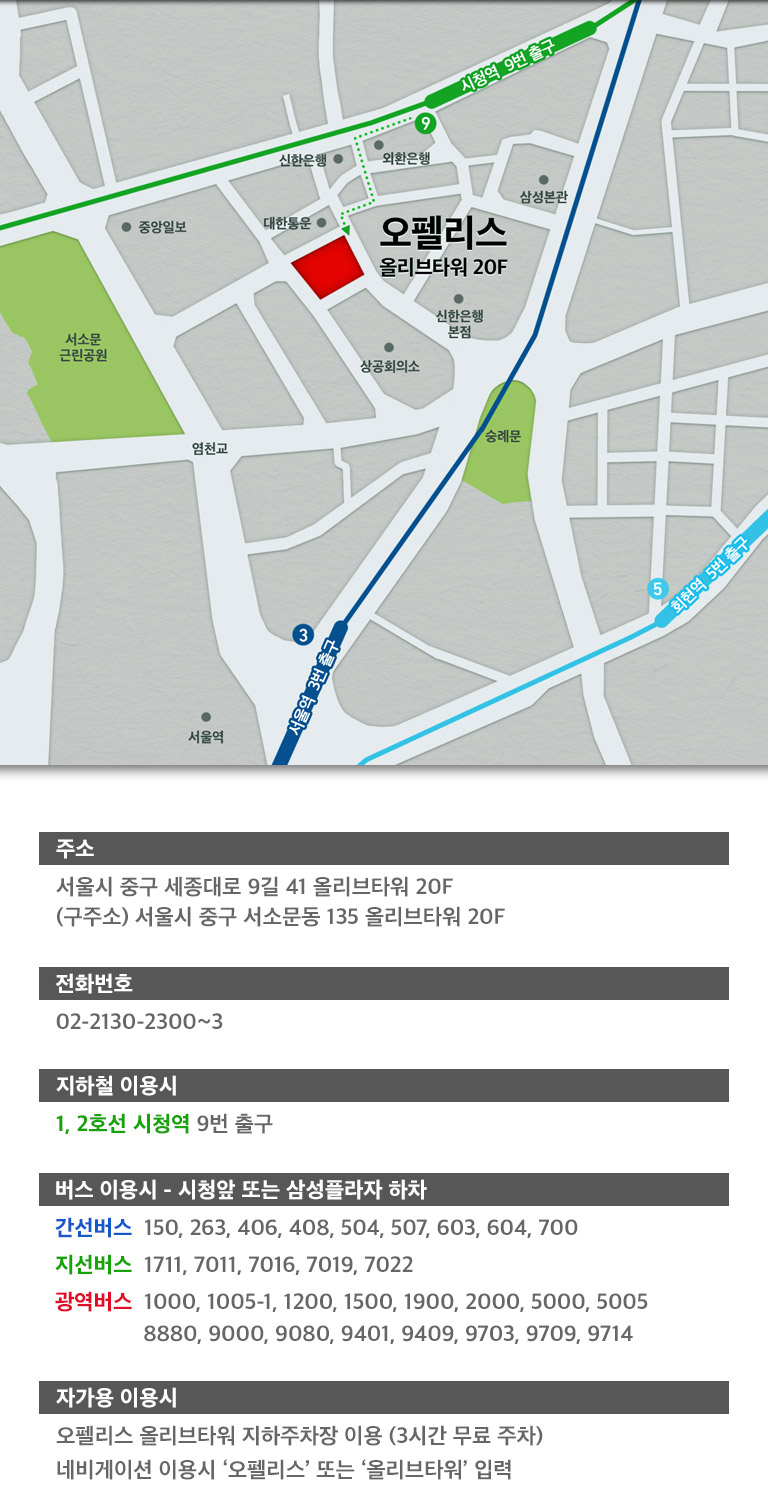 시청역 9번 출구
9
신한은행
외환은행
삼성본관
중앙일보
대한통운
오펠리스
올리브타워 20F
신한은행
본점
서소문
근린공원
상공회의소
염천교
숭례문
5
회현역 5번 출구
3
서울역 3번 출구
서울역
주소
서울시 중구 세종대로 9길 41 올리브타워 20F
(구주소) 서울시 중구 서소문동 135 올리브타워 20F
전화번호
02-2130-2300~3
지하철 이용시
1, 2호선 시청역 9번 출구
버스 이용시 - 시청앞 또는 삼성플라자 하차
간선버스 150, 263, 406, 408, 504, 507, 603, 604, 700
지선버스 1711, 7011, 7016, 7019, 7022
광역버스 1000, 1005-1, 1200, 1500, 1900, 2000, 5000, 5005
8880, 9000, 9080, 9401, 9409, 9703, 9709, 9714
자가용 이용시
오펠리스 올리브타워 지하주차장 이용 (3시간 무료 주차)
네비게이션 이용시 ‘오펠리스’ 또는 ‘올리브타워’ 입력